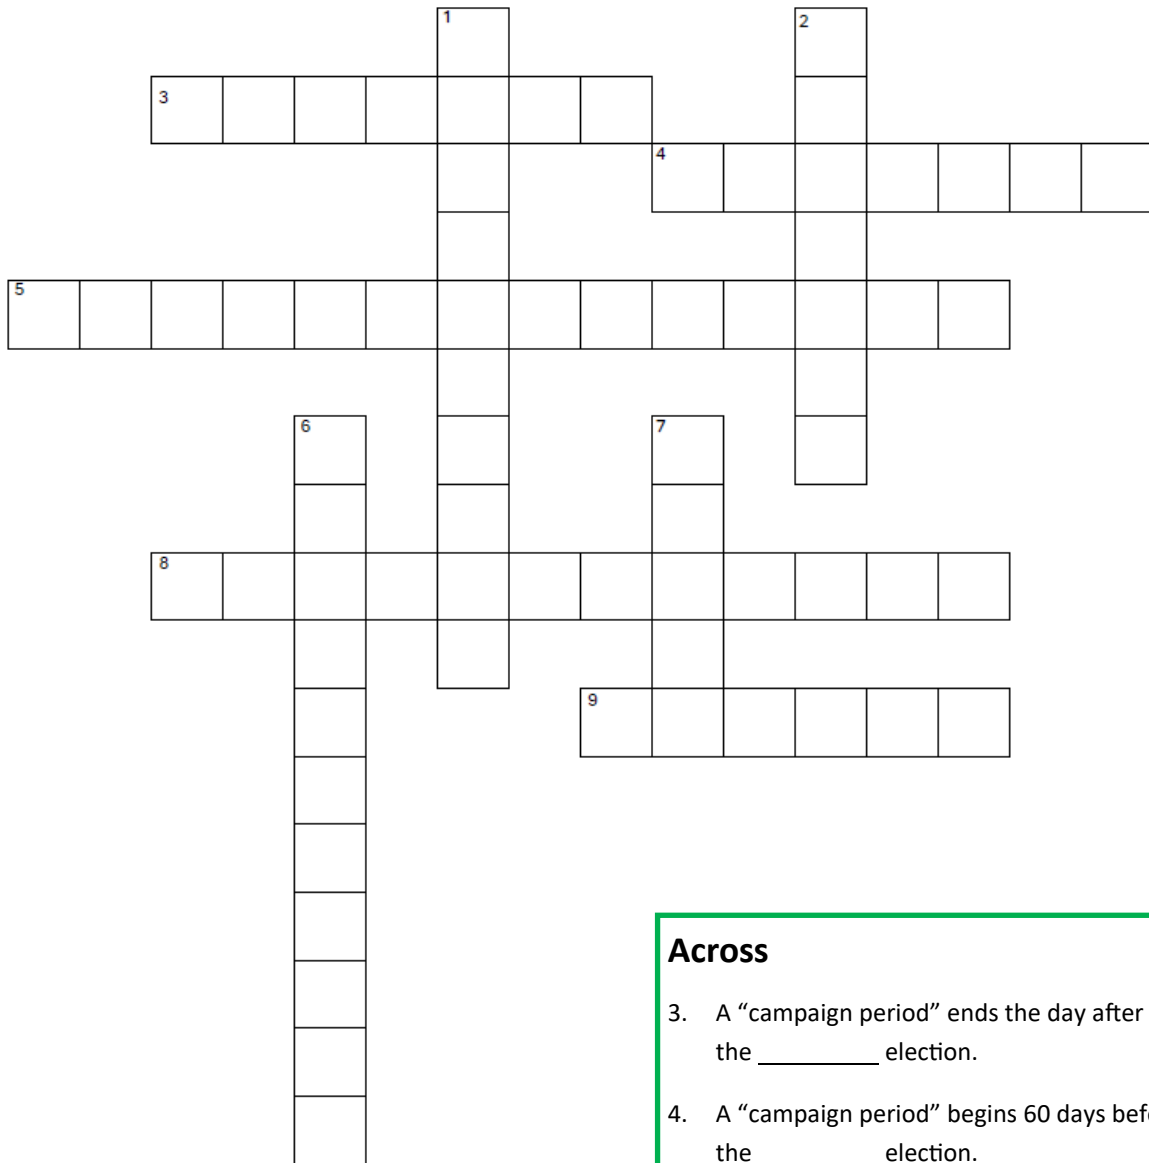 1
2
3
4
5
6
7
8
9
Across
3. A “campaign period” ends the day after
the _________ election.
4. A “campaign period” begins 60 days
the election.